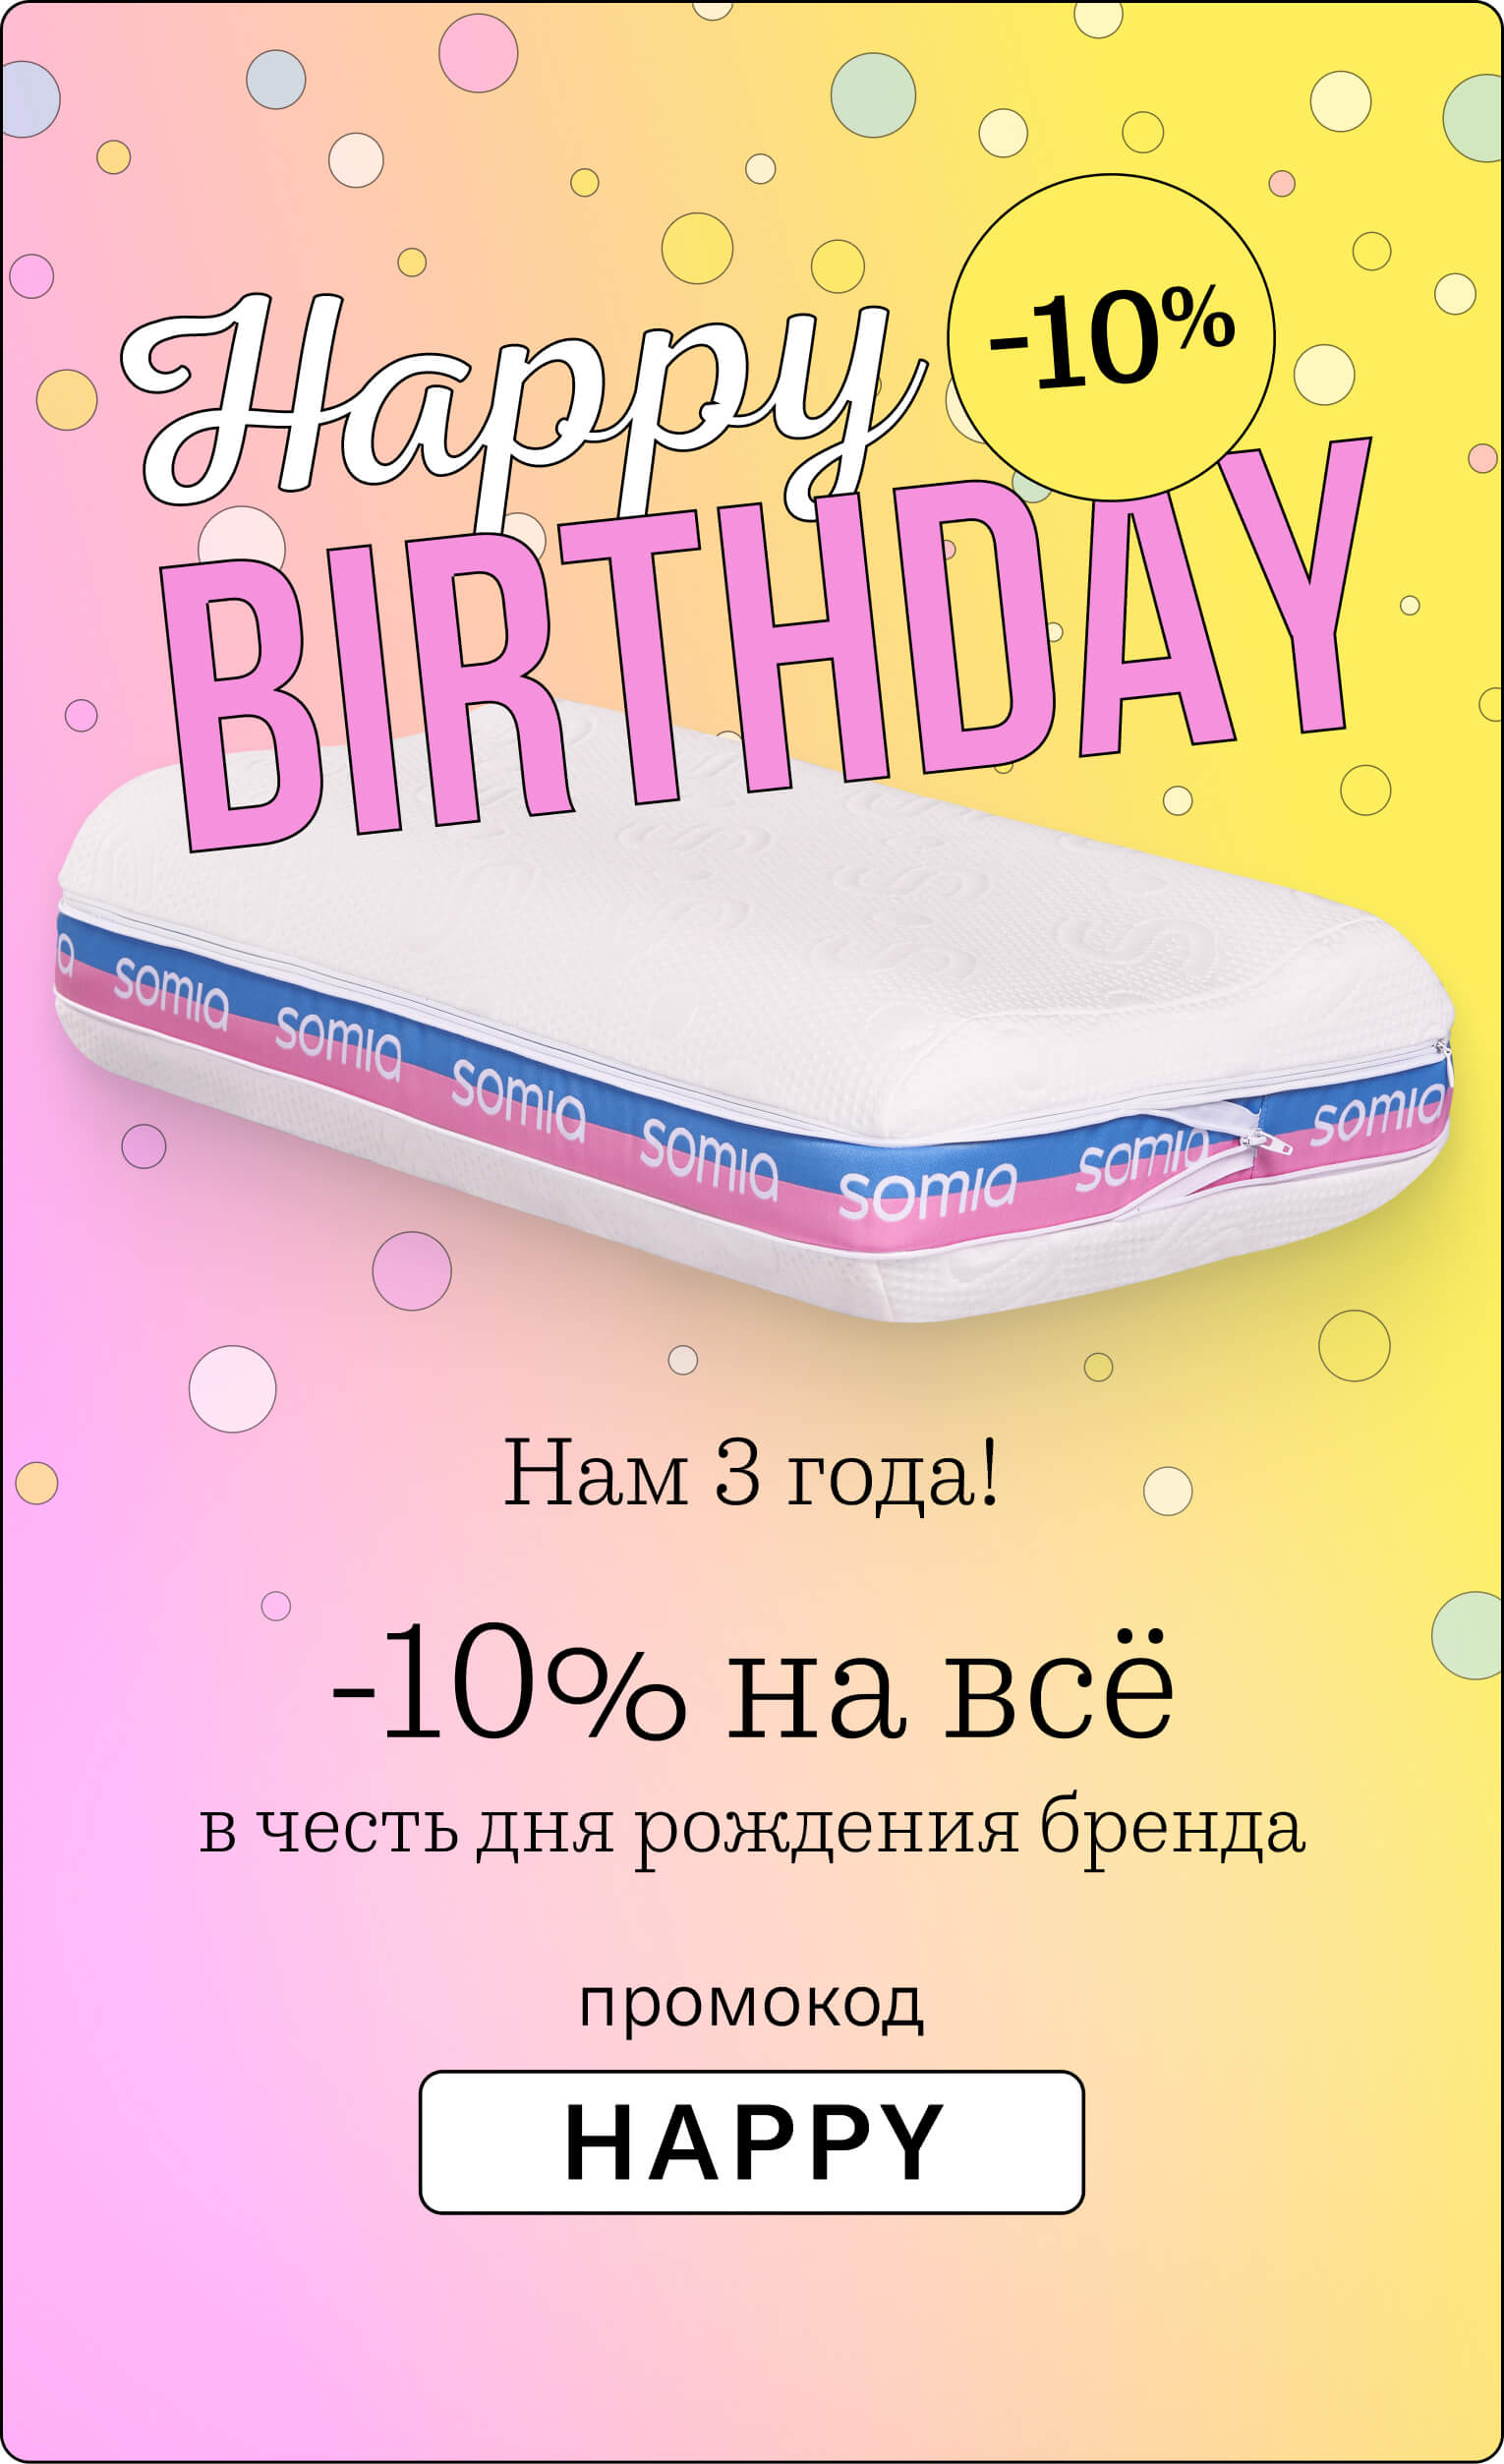 Happy
-10%
BIRTHDAY
somia somia somia somia somia somia somia
Нам 3 года!
-10% на всё
в честь дня рождения бренда
промокод
HAPPY